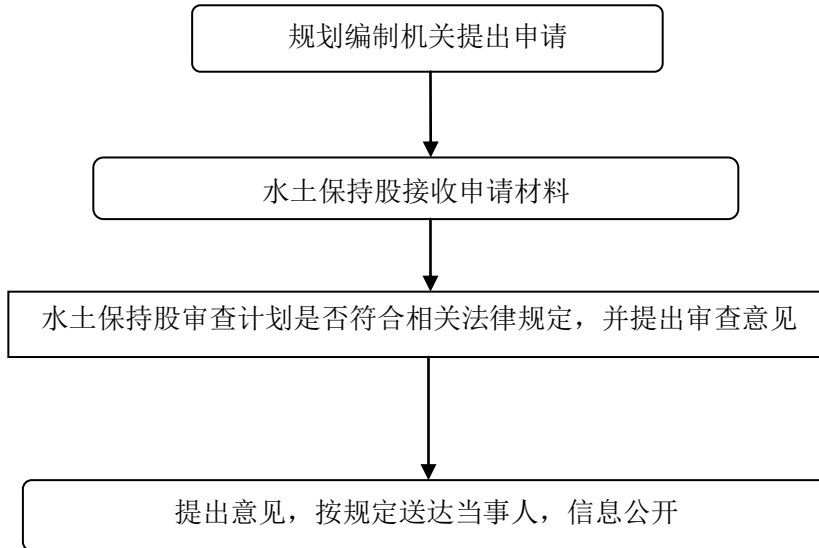 规划编制机关提出申请
水土保持股接收申请材料
水土保持股审查计划是否符合相关法律规定，并提出审查意见
提出意见，按规定送达当事人，信息公开